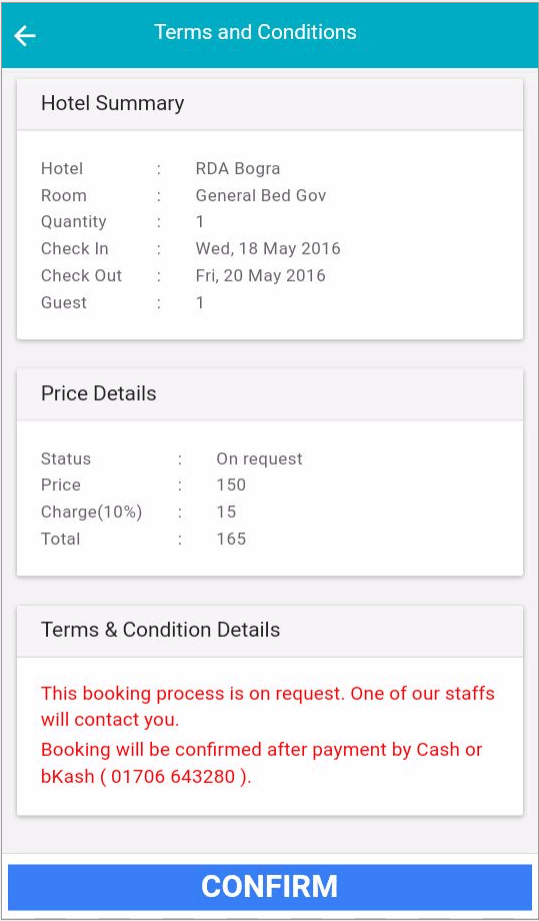 Terms and Conditions
Hotel Summary
Hotel : RDA Bogra
Room : General Bed Gov
Quantity : 1
Check In : Wed, 18 May 2016
Check Out : Fri, 20 May 2016
Guest : 1
Price Details
Status : On request
Price : 150
Charge(10%) : 15
Total : 165
Terms & Condition Details
This booking process is on request. One of our staffs
will contact you.
Booking will be confirmed after payment by Cash or
bKash ( 01706 643280 ).
CONFIRM